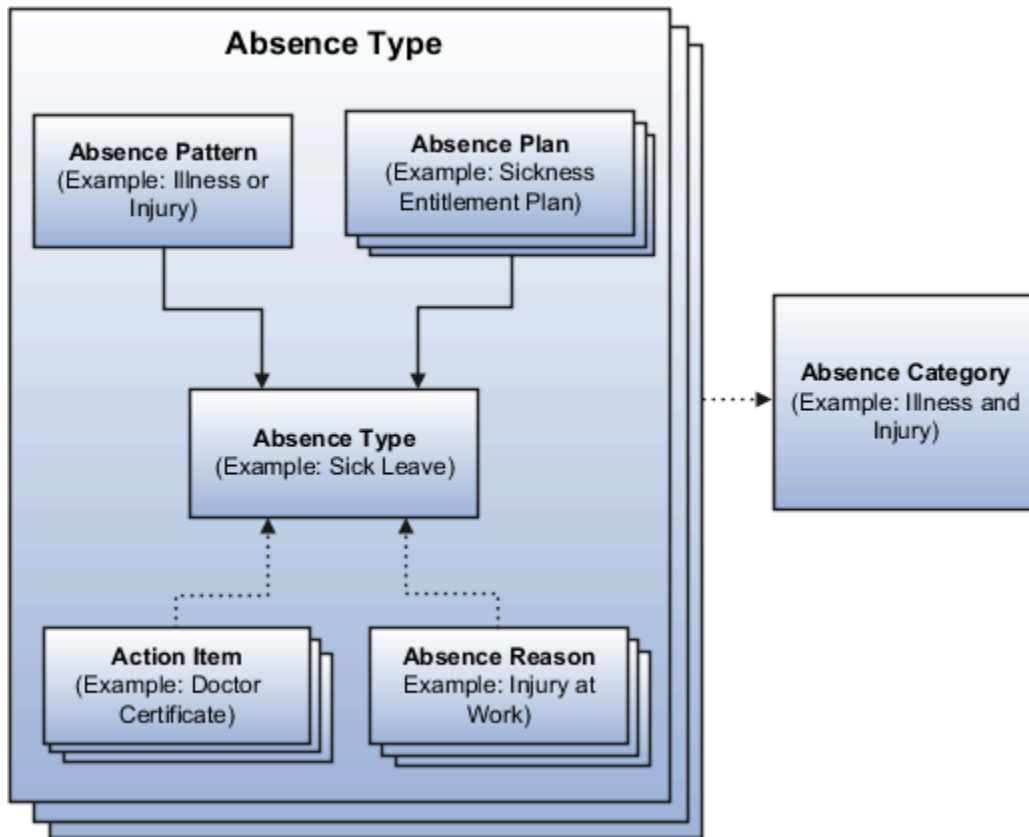 Absence Type
Absence Pattern
(Example: Illness or
Injury)
Absence Plan
(Example: Sickness
Entitlement Plan)
Absence Type
(Example: Sick Leave)
Absence Category
(Example: Illness and
Injury)
Action Item
(Example: Doctor
Certificate)
Absence Reason
Example: Injury at
Work)